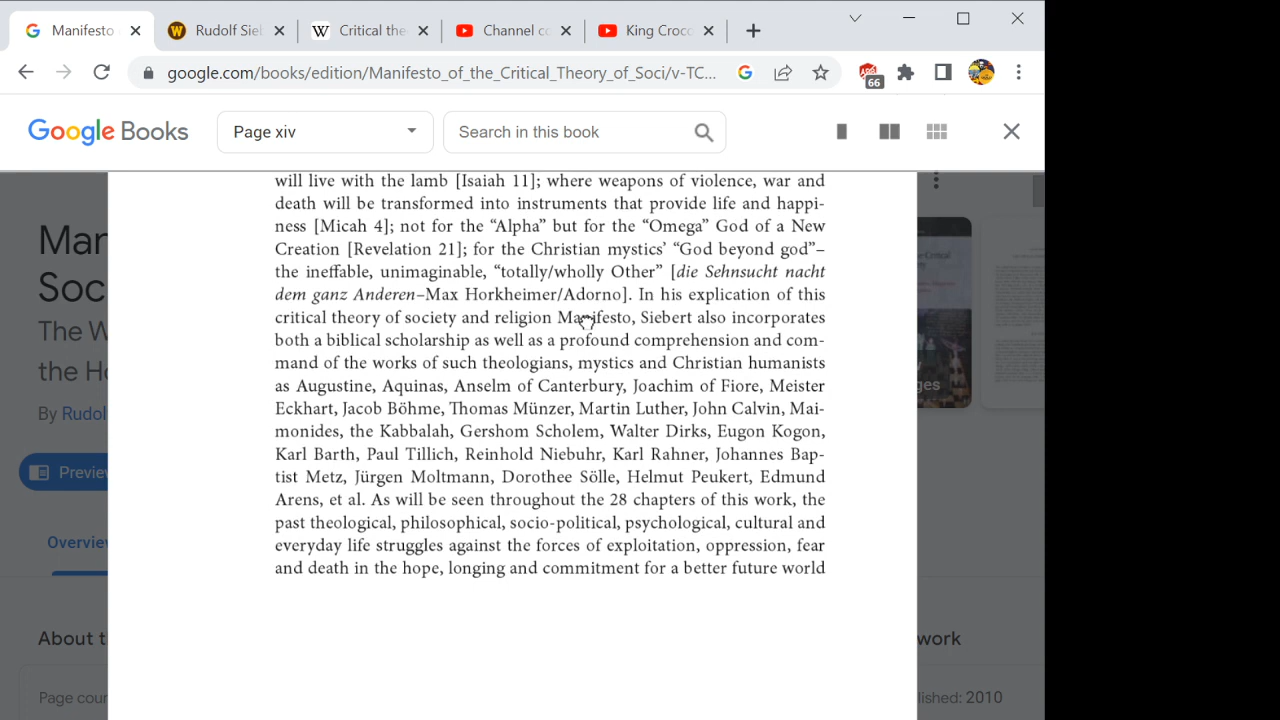 Manifesto
Rudolf Sie
Critical the
Channel co
King Croco
google.com/books/edition/Manifesto_of_the_Critical_Theory_of_Soci/v-TC...
66
Google Books
Page xiv
Search in this book
will live with the lamb [Isaiah 11]; where weapons of violence, war and
death will be transformed into instruments that provide life and happi-
ness [Micah 4]; not for the “Alpha” but for the “Omega” God of a New
Creation [Revelation 21]; for the Christian mystics’ “God beyond god”–
the ineffable, unimaginable, “totally/wholly Other” [die Sehnsucht nacht
dem ganz Anderen–Max Horkheimer/Adorno]. In his explication of this
critical theory of society and religion Manifesto, Siebert also incorporates
both a biblical scholarship as well as a profound comprehension and com-
mand of the works of such theologians, mystics and Christian humanists
as Augustine, Aquinas, Anselm of Canterbury, Joachim of Fiore, Meister
Eckhart, Jacob Böhme, Thomas Münzer, Martin Luther, John Calvin, Mai-
monides, the Kabbalah, Gershom Scholem, Walter Dirks, Eugon Kogon,
Karl Barth, Paul Tillich, Reinhold Niebuhr, Karl Rahner, Johannes Bap-
tist Metz, Jürgen Moltmann, Dorothee Sölle, Helmut Peukert, Edmund
Arens, et al. As will be seen throughout the 28 chapters of this work, the
past theological, philosophical, socio-political, psychological, cultural and
everyday life struggles against the forces of exploitation, oppression, fear
and death in the hope, longing and commitment for a better future world
Man
Soc
The W
the Ho
By Rudol
Preview
Overview
About t
work
Page cour
lished: 2010
ges